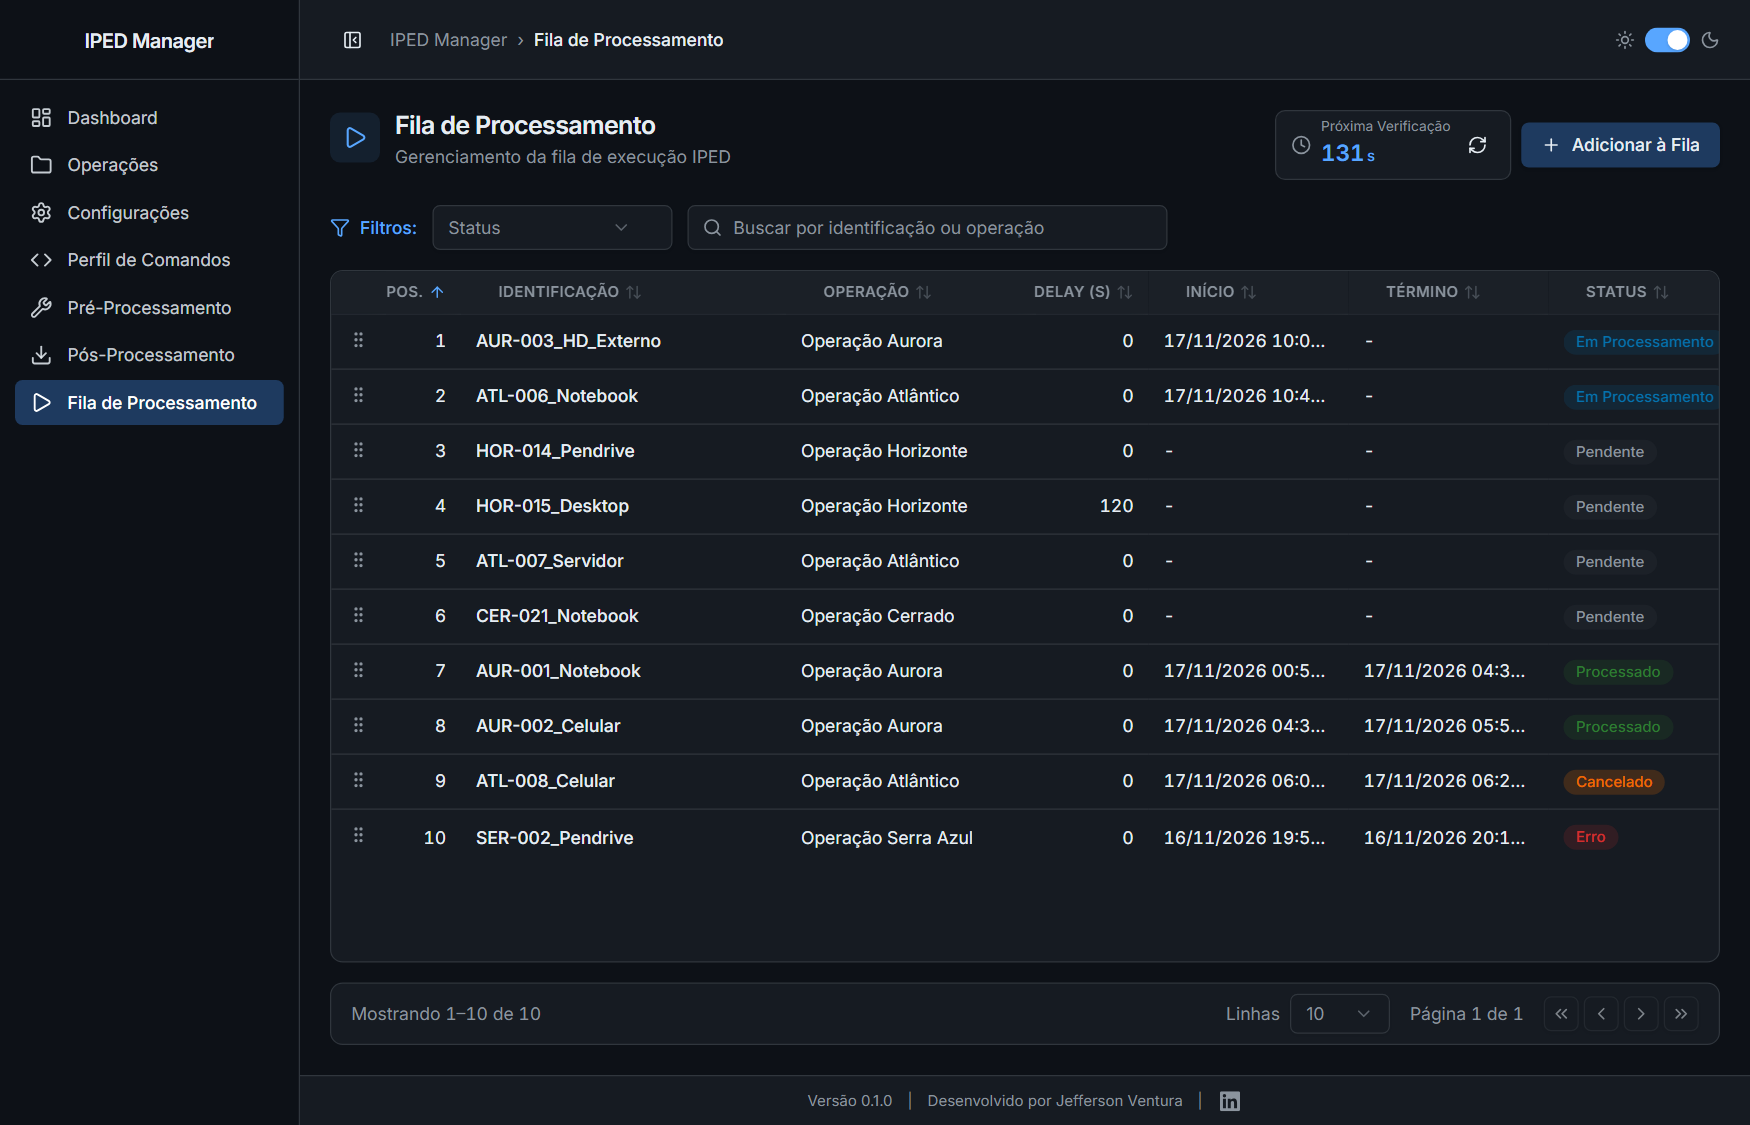 IPED Manager
IPED Manager › Fila de Processamento
Dashboard
Operações
Configurações
Perfil de Comandos
Pré-Processamento
Pós-Processamento
Fila de Processamento
Fila de Processamento
Gerenciamento da fila de execução IPED
Próxima Verificação
131 s
Adicionar à Fila
Filtros:
Status
Buscar por identificação ou operação
POS. IDENTIFICAÇÃO OPERAÇÃO DELAY (S) INÍCIO TÉRMINO STATUS
1 AUR-003_HD_Externo Operação Aurora 0 17/11/2026 10:0... - Em Processamento
2 ATL-006_Notebook Operação Atlântico 0 17/11/2026 10:4... - Em Processamento
3 HOR-014_Pendrive Operação Horizonte 0 - - Pendente
4 HOR-015_Desktop Operação Horizonte 120 - - Pendente
5 ATL-007_Servidor Operação Atlântico 0 - - Pendente
6 CER-021_Notebook Operação Cerrado 0 - - Pendente
7 AUR-001_Notebook Operação Aurora 0 17/11/2026 00:5... 17/11/2026 04:3... Processado
8 AUR-002_Celular Operação Aurora 0 17/11/2026 04:3... 17/11/2026 05:5... Processado
9 ATL-008_Celular Operação Atlântico 0 17/11/2026 06:0... 17/11/2026 06:2... Cancelado
10 SER-002_Pendrive Operação Serra Azul 0 16/11/2026 19:5... 16/11/2026 20:1... Erro
Mostrando 1–10 de 10
Linhas 10 Página 1 de 1
Versão 0.1.0 | Desenvolvido por Jefferson Ventura | in